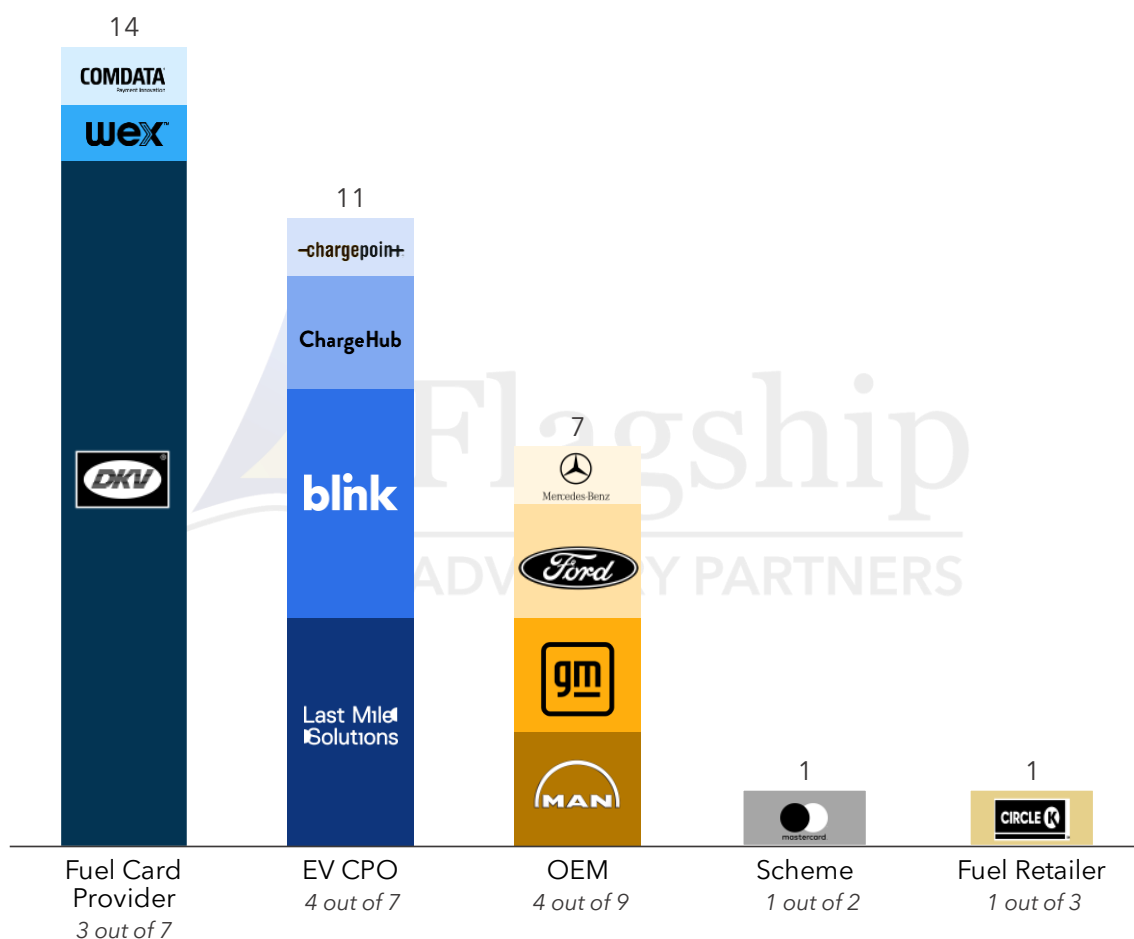 14
COMDATA
Payment Innovation
wex™
DKV®
Fuel Card
Provider
3 out of 7
11
chargepoin+
ChargeHub
blink
Last Mile
Solutions
EV CPO
4 out of 7
7
Mercedes-Benz
Ford
gm
MAN
OEM
4 out of 9
1
mastercard
Scheme
1 out of 2
1
CIRCLE K
Fuel Retailer
1 out of 3
Flagship
ADV Y PARTNERS